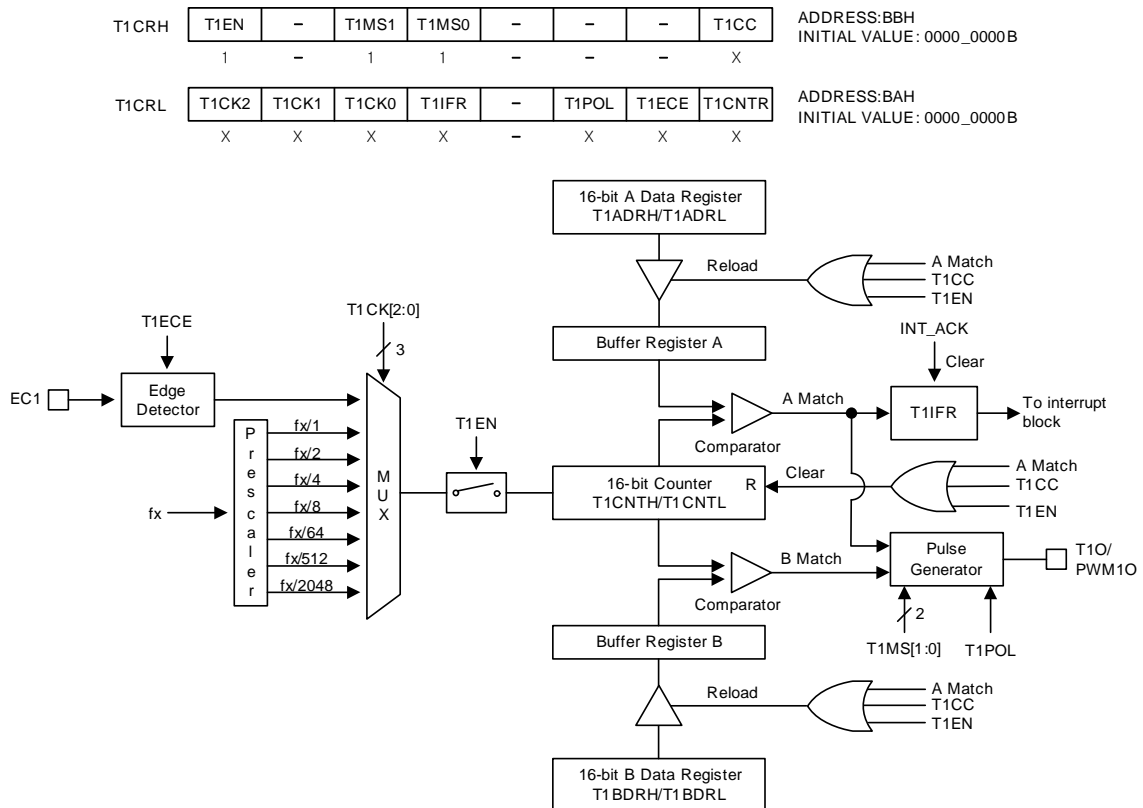 T1CRH T1EN – T1MS1 T1MS0 – – – T1CC ADDRESS:BBH
INITIAL VALUE: 0000_0000B
1 – 1 1 – – – X
T1CRL T1CK2 T1CK1 T1CK0 T1IFR – T1POL T1ECE T1CNTR ADDRESS:BAH
INITIAL VALUE: 0000_0000B
X X X X – X X X
16-bit A Data Register
T1ADRH/T1ADRL
Reload
A Match
T1CC
T1EN
T1CK[2:0]
3
T1ECE
Buffer Register A
INT_ACK
Clear
EC1
Edge
Detector
A Match
T1IFR
To interrupt
block
Comparator
T1EN
Prescaler
fx/1
fx/2
fx/4
fx/8
fx/64
fx/512
fx/2048
fx
MUX
16-bit Counter
T1CNTH/T1CNTL
R
Clear
A Match
T1CC
T1EN
B Match
Comparator
Pulse
Generator
T1O/
PWM1O
2
T1MS[1:0]
T1POL
Buffer Register B
Reload
A Match
T1CC
T1EN
16-bit B Data Register
T1BDRH/T1BDRL